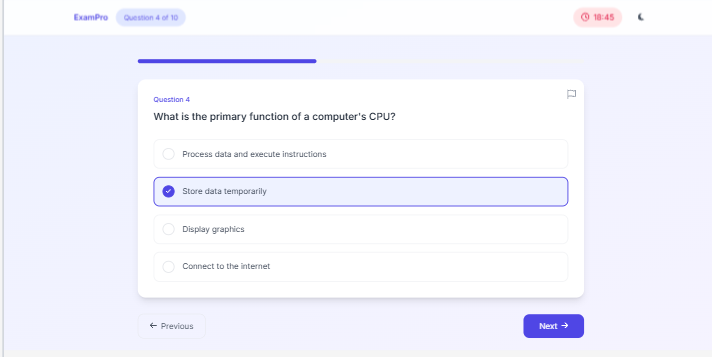 ExamPro
Question 4 of 10
18:45
Question 4
What is the primary function of a computer's CPU?
Process data and execute instructions
Store data temporarily
Display graphics
Connect to the internet
← Previous
Next →